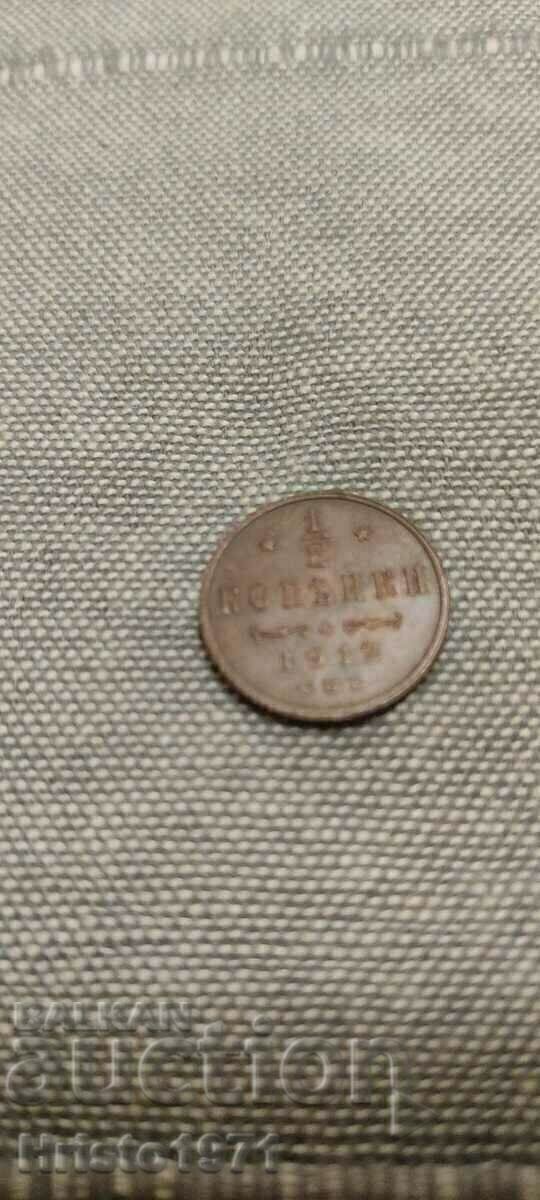 1
2
КОПѢЙКИ
1912
С.П.Б.
BALKAN
auction
Hristo1971